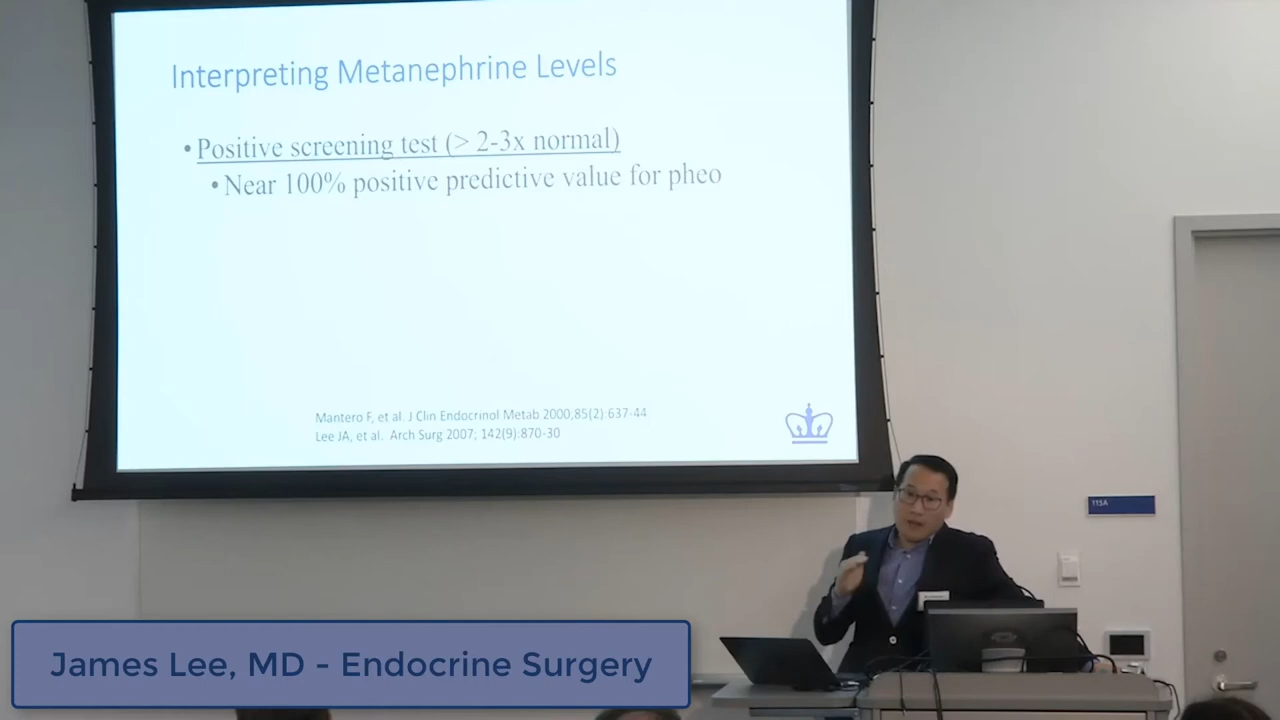 Interpreting Metanephrine Levels
• Positive screening test (> 2-3x normal)
• Near 100% positive predictive value for pheo
Mantero F, et al. J Clin Endocrinol Metab 2000;85(2):637-44
Lee JA, et al. Arch Surg 2007; 142(9):870-30
115A
James Lee, MD - Endocrine Surgery